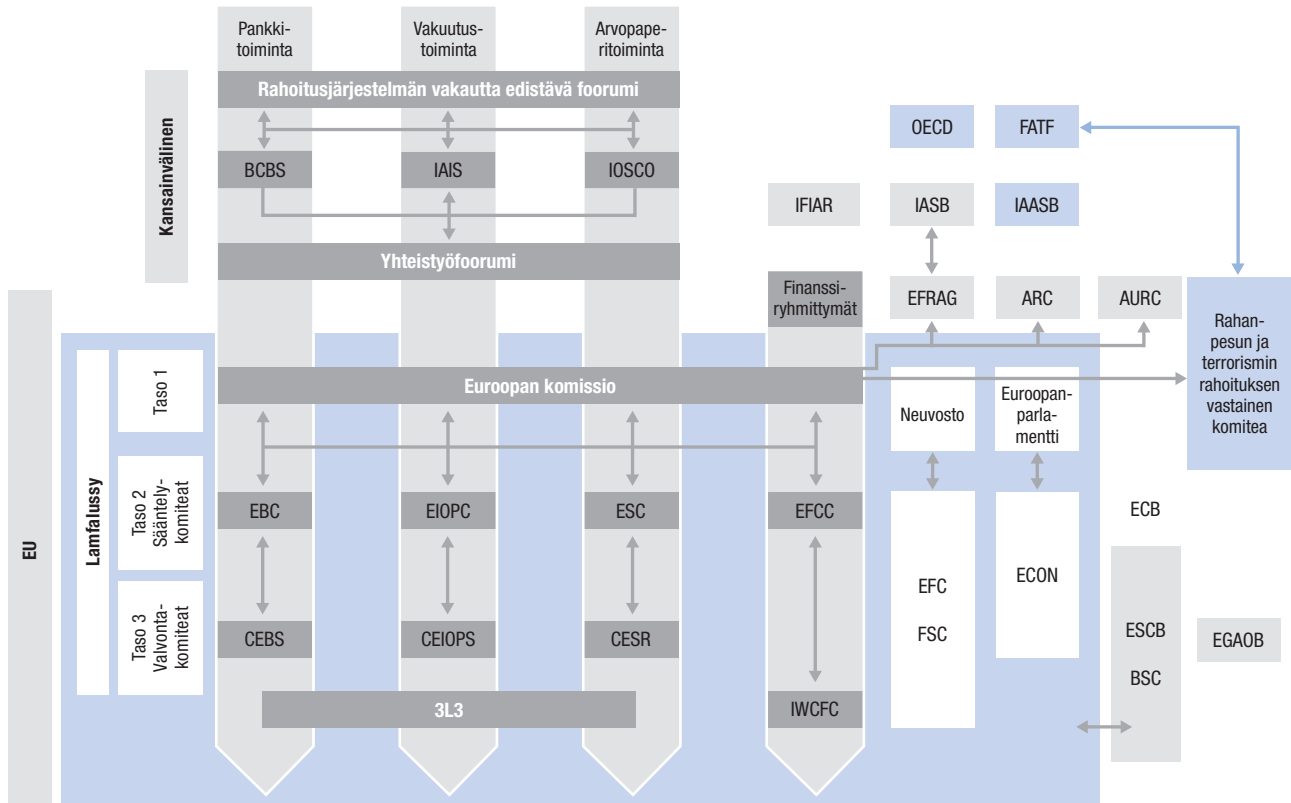 Pankki-
toiminta
Vakuutus-
toiminta
Arvopape-
ritoiminta
Kansainvälinen
Rahoitusjärjestelmän vakautta edistävä foorumi
OECD
FATF
BCBS
IAIS
IOSCO
IFIAR
IASB
IAASB
Yhteistyöfoorumi
Finanssi-
ryhmittymät
EFRAG
ARC
AURC
Rahan-
pesun ja
terrorismin
rahoituksen
vastainen
komitea
EU
Lamfalussy
Taso 1
Euroopan komissio
Neuvosto
Euroopan-
parla-
mentti
Taso 2
Sääntely-
komiteat
EBC
EIOPC
ESC
EFCC
ECB
EFC
FSC
ECON
Taso 3
Valvonta-
komiteat
CEBS
CEIOPS
CESR
ESCB
BSC
EGAOB
3L3
IWCFC